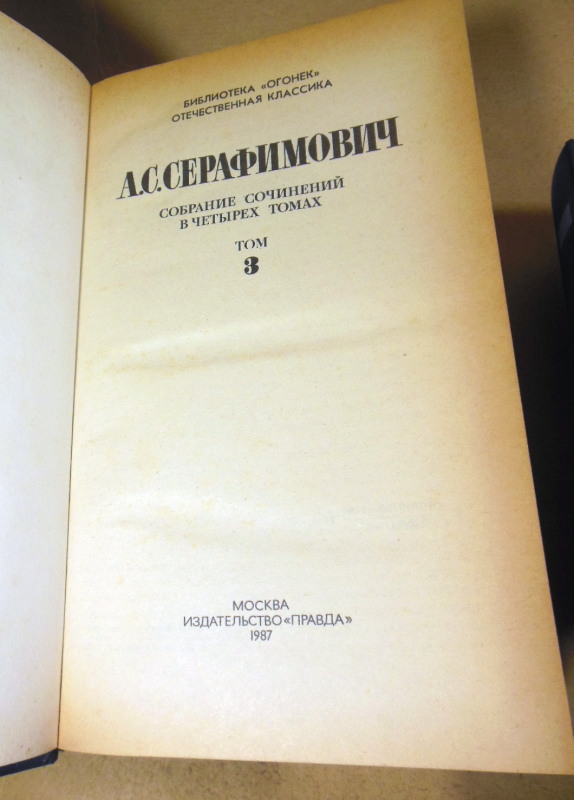 БИБЛИОТЕКА «ОГОНЕК»
ОТЕЧЕСТВЕННАЯ КЛАССИКА
А.С.СЕРАФИМОВИЧ
СОБРАНИЕ СОЧИНЕНИЙ
В ЧЕТЫРЕХ ТОМАХ
ТОМ
3
МОСКВА
ИЗДАТЕЛЬСТВО «ПРАВДА»
1987